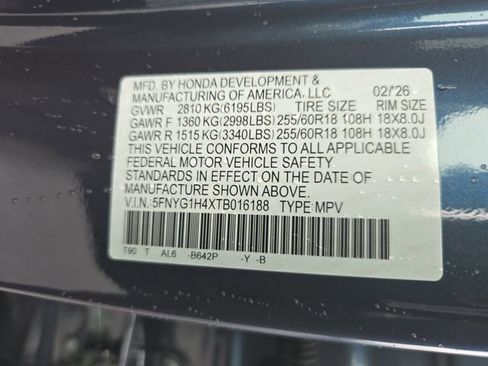 MFD. BY HONDA DEVELOPMENT &
MANUFACTURING OF AMERICA, LLC 02/26
GVWR 2810 KG(6195LBS) TIRE SIZE RIM SIZE
GAWR F 1360 KG(2998LBS) 255/60R18 108H 18X8.0J
GAWR R 1515 KG(3340LBS) 255/60R18 108H 18X8.0J
THIS VEHICLE CONFORMS TO ALL APPLICABLE
FEDERAL MOTOR VEHICLE SAFETY
STANDARDS IN EFFECT ON THE DATE OF
MANUFACTURE SHOWN ABOVE.
V.I.N.:5FNYG1H4XTB016188 TYPE:MPV
T90 T AL6 -B642P -Y -B